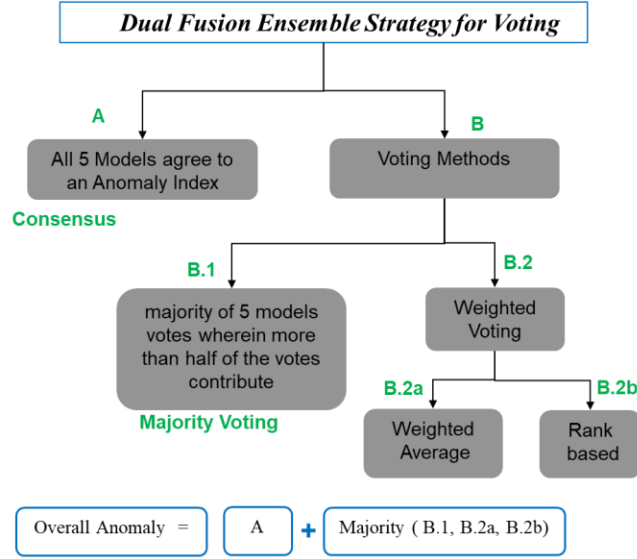 Dual Fusion Ensemble Strategy for Voting
A
B
All 5 Models agree to
an Anomaly Index
Voting Methods
Consensus
B.1
B.2
majority of 5 models
votes wherein more
than half of the votes
contribute
Weighted
Voting
Majority Voting
B.2a
B.2b
Weighted
Average
Rank
based
Overall Anomaly =
A
+
Majority ( B.1, B.2a, B.2b)